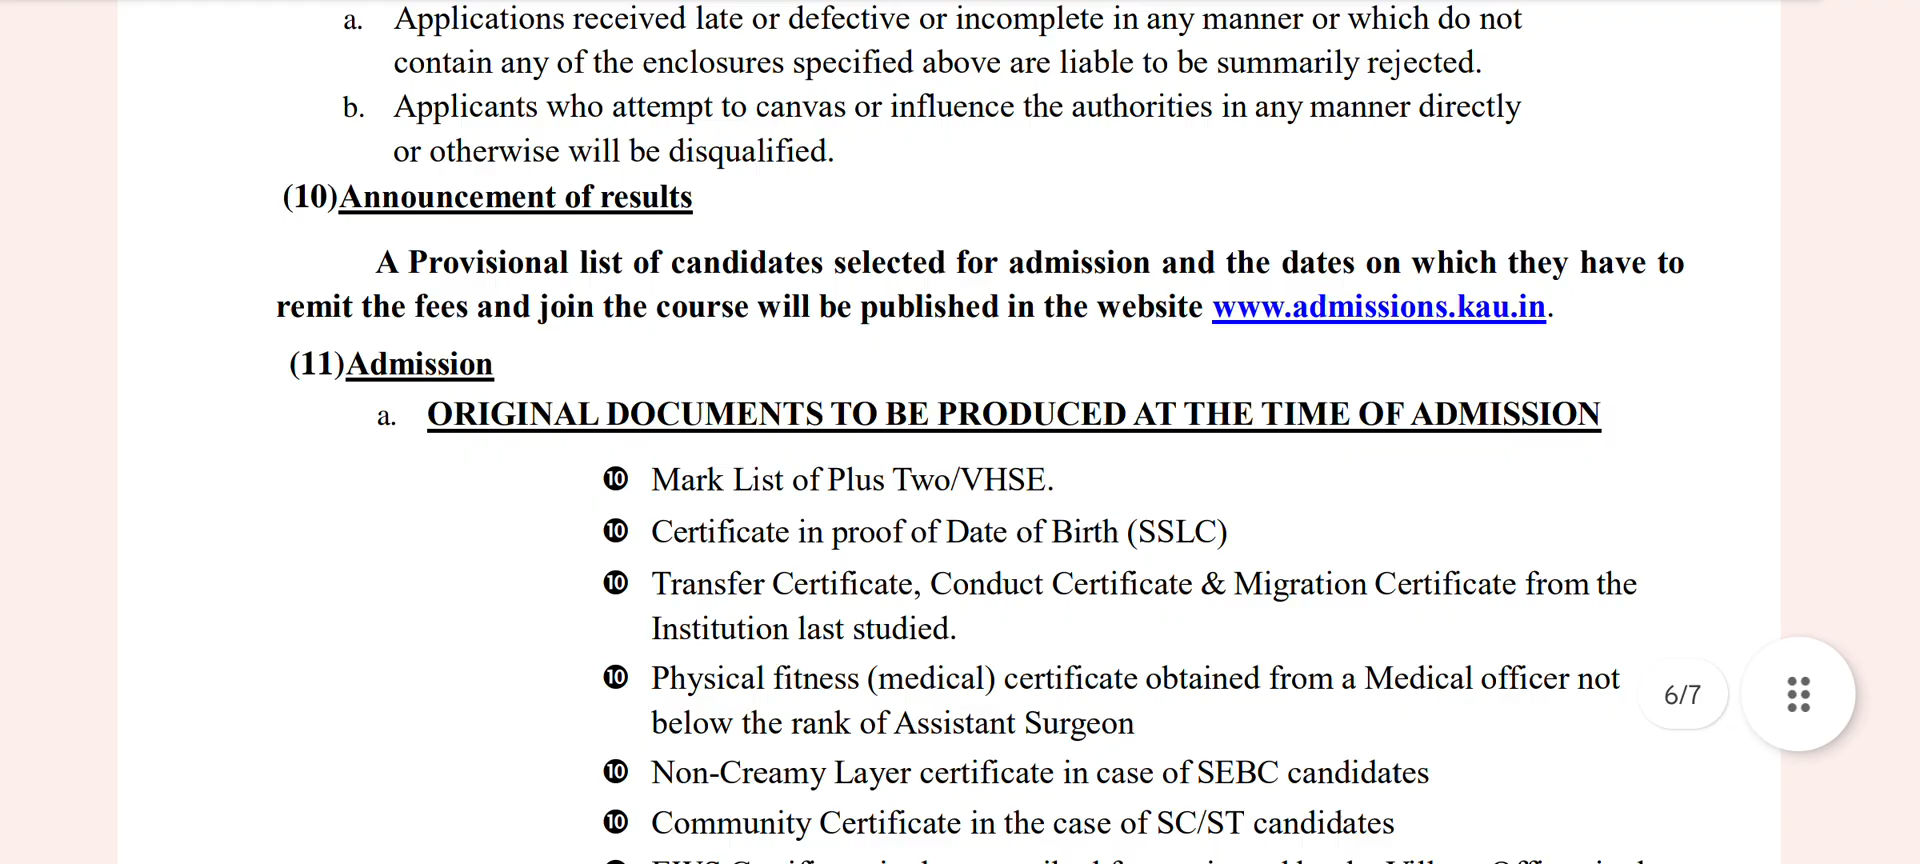 a. Applications received late or defective or incomplete in any manner or which do not
contain any of the enclosures specified above are liable to be summarily rejected.
b. Applicants who attempt to canvas or influence the authorities in any manner directly
or otherwise will be disqualified.
(10)Announcement of results
A Provisional list of candidates selected for admission and the dates on which they have to
remit the fees and join the course will be published in the website www.admissions.kau.in.
(11)Admission
a. ORIGINAL DOCUMENTS TO BE PRODUCED AT THE TIME OF ADMISSION
❿ Mark List of Plus Two/VHSE.
❿ Certificate in proof of Date of Birth (SSLC)
❿ Transfer Certificate, Conduct Certificate & Migration Certificate from the
Institution last studied.
❿ Physical fitness (medical) certificate obtained from a Medical officer not
below the rank of Assistant Surgeon
6/7
❿ Non-Creamy Layer certificate in case of SEBC candidates
❿ Community Certificate in the case of SC/ST candidates